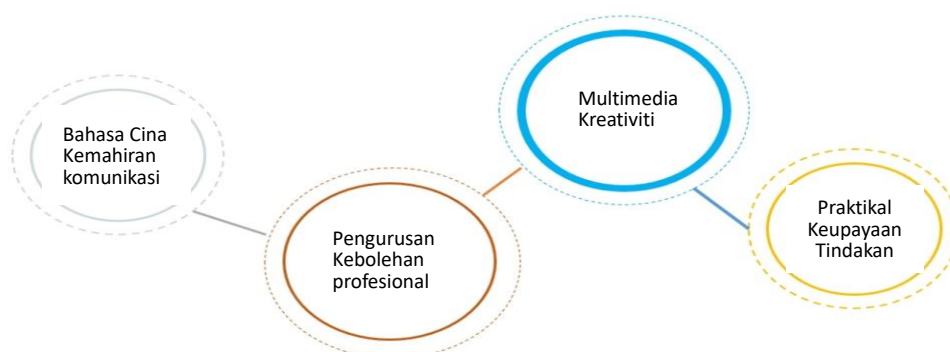 Bahasa Cina
Kemahiran
komunikasi
Pengurusan
Kebolehan
profesional
Multimedia
Kreativiti
Praktikal
Keupayaan
Tindakan